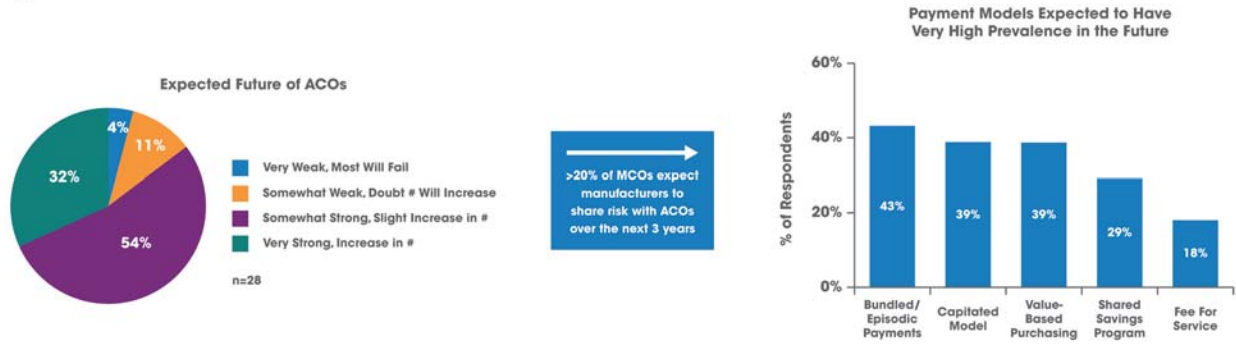 Expected Future of ACOs
4%
11%
32%
54%
Very Weak, Most Will Fail
Somewhat Weak, Doubt # Will Increase
Somewhat Strong, Slight Increase in #
Very Strong, Increase in #
n=28
>20% of MCOs expect
manufacturers to
share risk with ACOs
over the next 3 years
Payment Models Expected to Have
Very High Prevalence in the Future
% of Respondents
60%
40%
20%
0%
43%
39%
39%
29%
18%
Bundled/
Episodic
Payments
Capitated
Model
Value-
Based
Purchasing
Shared
Savings
Program
Fee For
Service